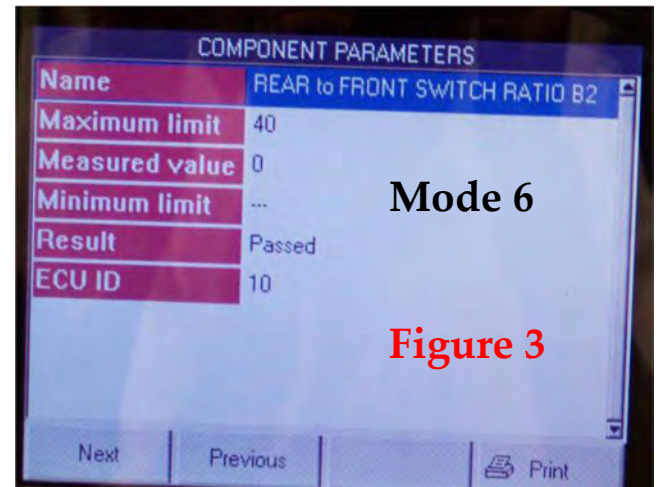 COMPONENT PARAMETERS
Name REAR to FRONT SWITCH RATIO B2
Maximum limit 40
Measured value 0
Minimum limit ---
Result Passed
ECU ID 10
Mode 6
Figure 3
Next Previous Print